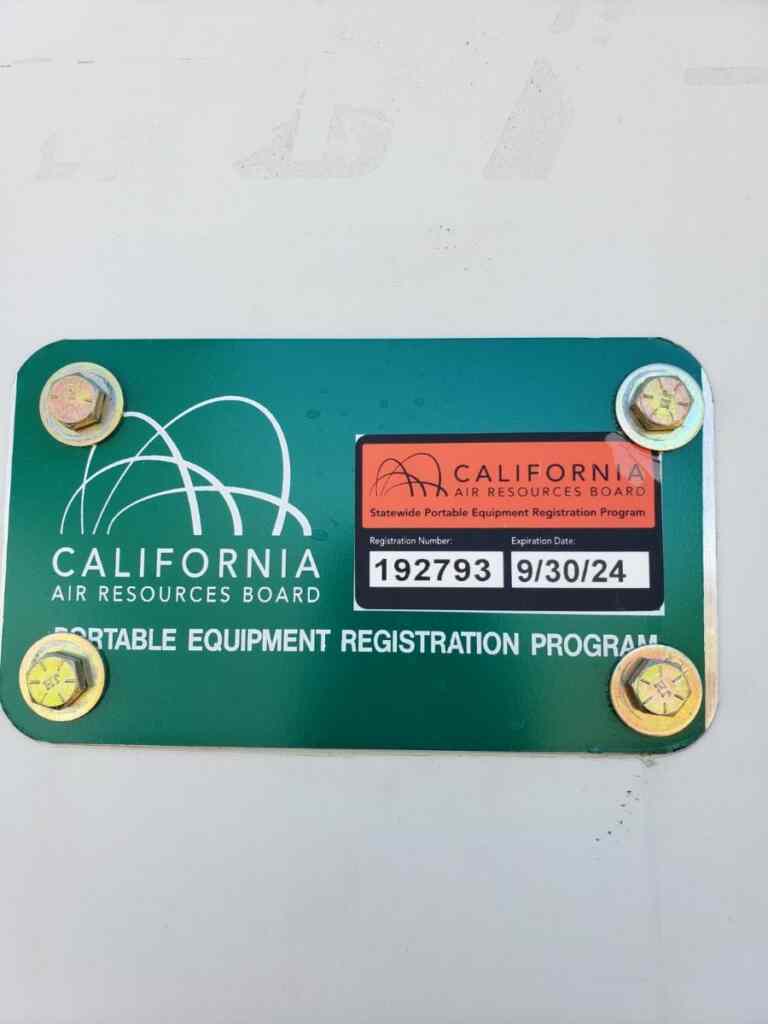 CALIFORNIA
AIR RESOURCES BOARD
PORTABLE EQUIPMENT REGISTRATION PROGRAM
CALIFORNIA
AIR RESOURCES BOARD
Statewide Portable Equipment Registration Program
Registration Number:
Expiration Date:
192793
9/30/24